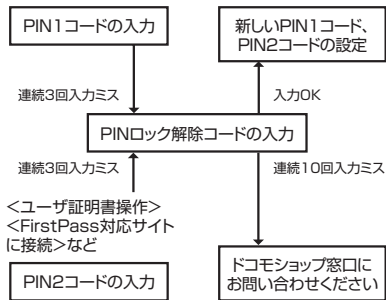 PIN1コードの入力
新しいPIN1コード、
PIN2コードの設定
連続3回入力ミス
入力OK
PINロック解除コードの入力
連続3回入力ミス
連続10回入力ミス
<ユーザ証明書操作>
<FirstPass対応サイト
に接続>など
PIN2コードの入力
ドコモショップ窓口に
お問い合わせください